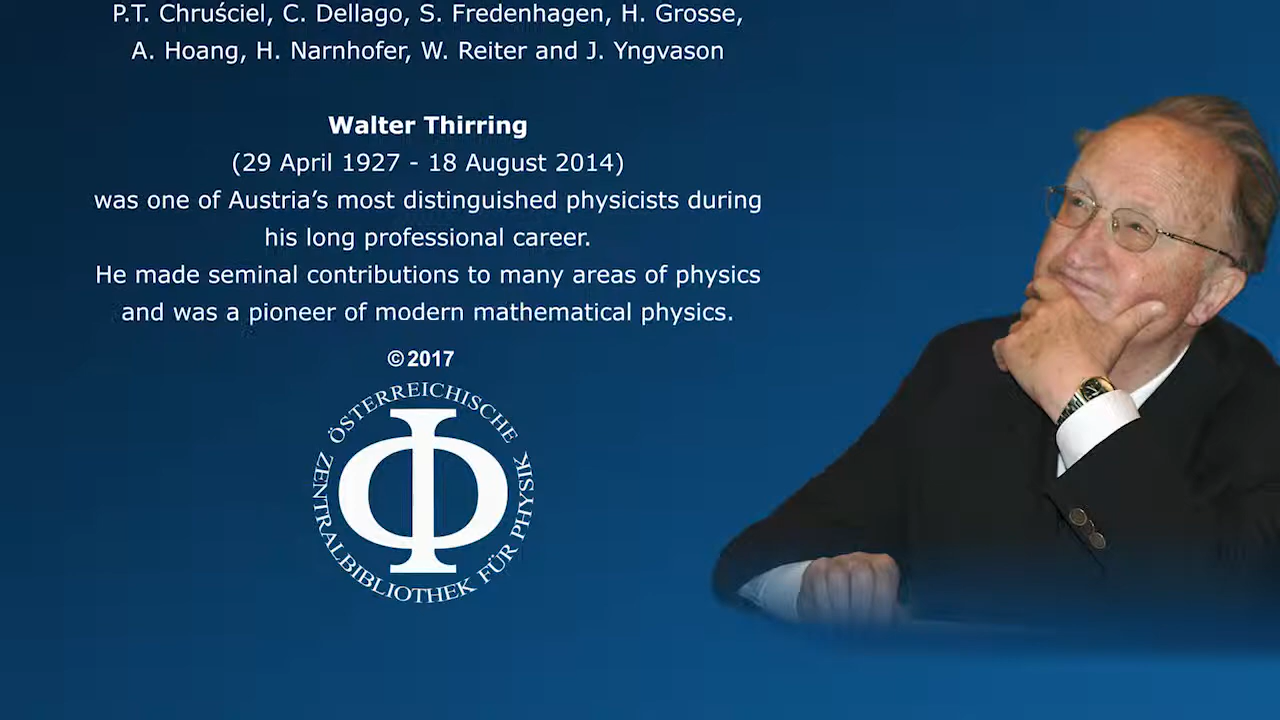 P.T. Chruściel, C. Dellago, S. Fredenhagen, H. Grosse,
A. Hoang, H. Narnhofer, W. Reiter and J. Yngvason
Walter Thirring
(29 April 1927 - 18 August 2014)
was one of Austria’s most distinguished physicists during
his long professional career.
He made seminal contributions to many areas of physics
and was a pioneer of modern mathematical physics.
© 2017
ÖSTERREICHISCHE
ZENTRALBIBLIOTHEK FÜR PHYSIK
Φ